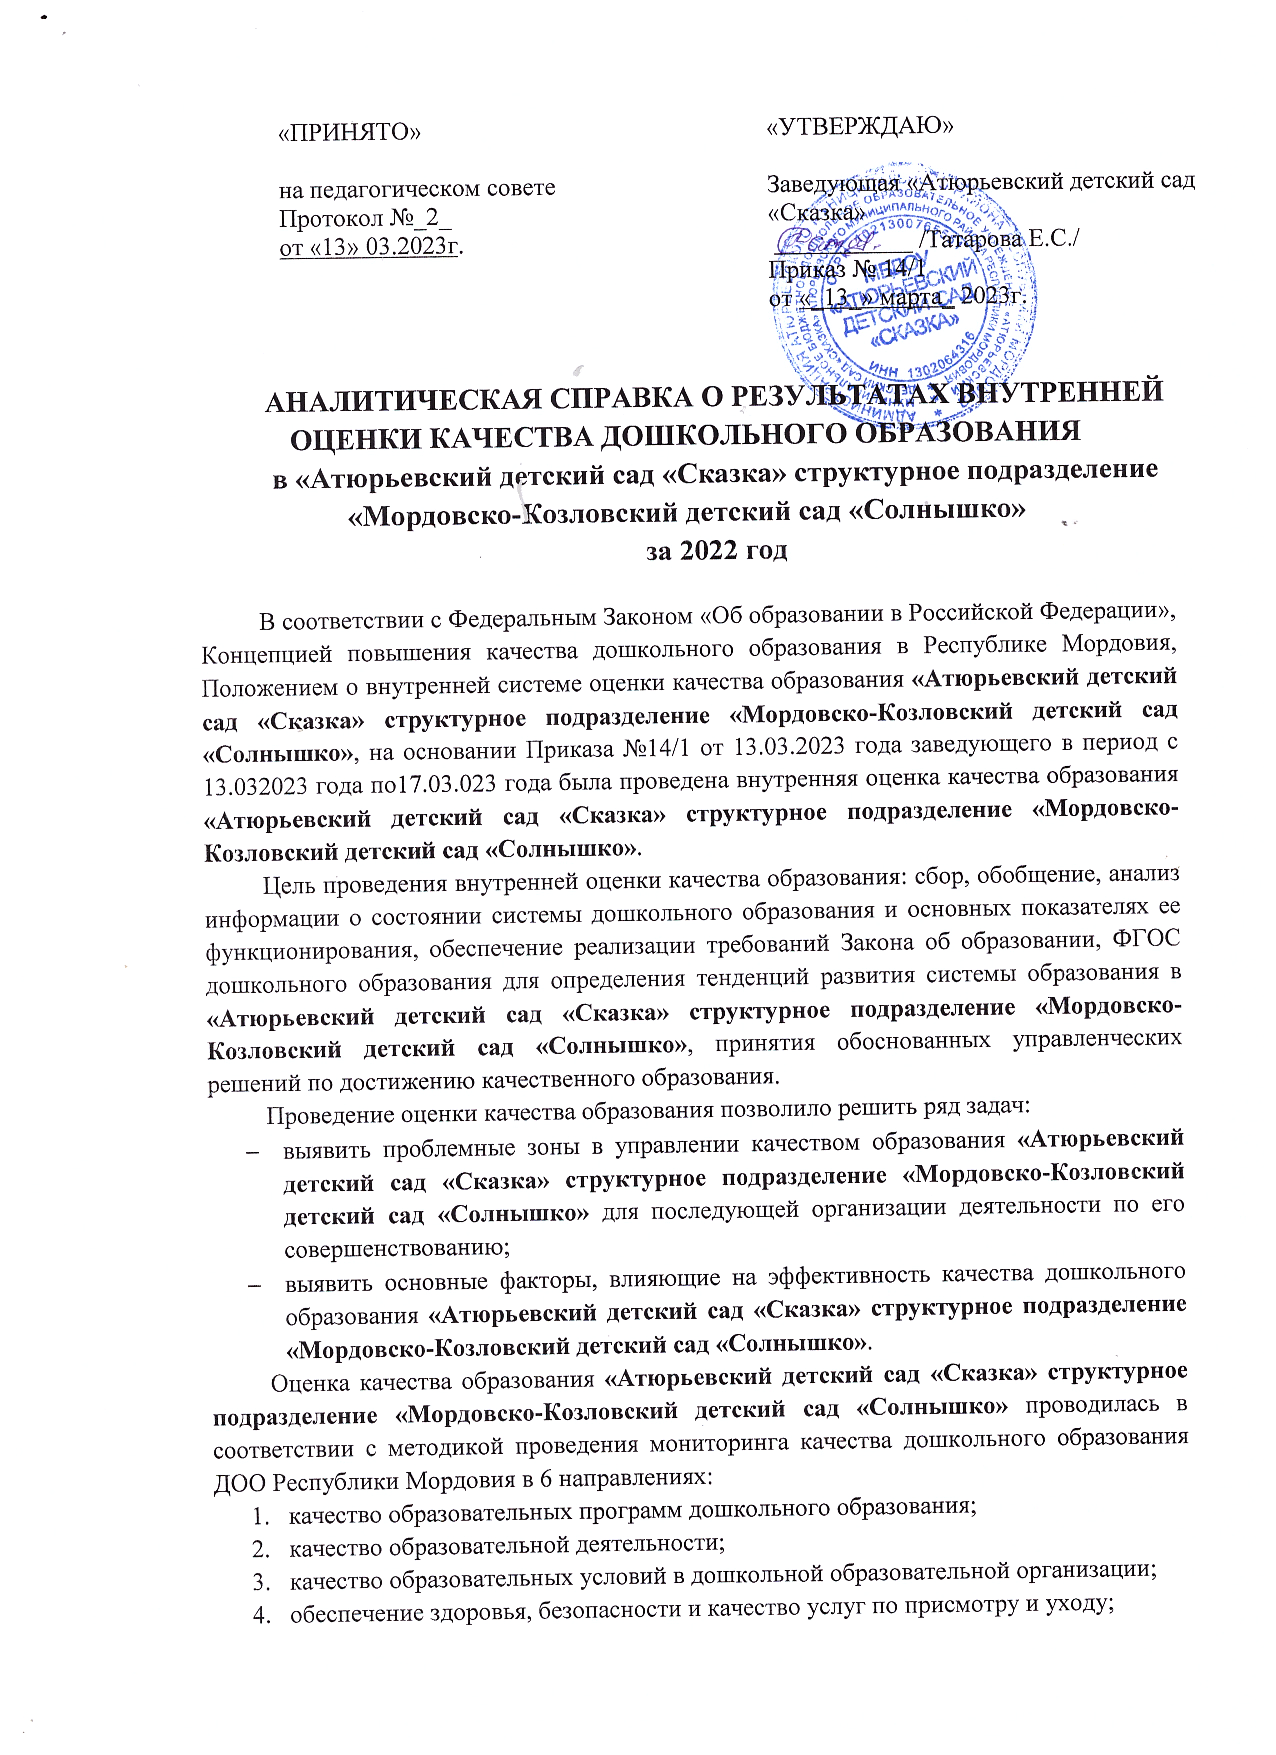 «ПРИНЯТО»
на педагогическом совете
Протокол №_2_
от «13» 03.2023г.
«УТВЕРЖДАЮ»
Заведующая «Атюрьевский детский сад
«Сказка»
/Татарова Е.С./
Приказ № 14/1
от «_13_» марта_ 2023г.
МБДОУ
«АТЮРЬЕВСКИЙ
ДЕТСКИЙ САД
«СКАЗКА»
ИНН 1302064316
АНАЛИТИЧЕСКАЯ СПРАВКА О РЕЗУЛЬТАТАХ ВНУТРЕННЕЙ
ОЦЕНКИ КАЧЕСТВА ДОШКОЛЬНОГО ОБРАЗОВАНИЯ
в «Атюрьевский детский сад «Сказка» структурное подразделение
«Мордовско-Козловский детский сад «Солнышко»
за 2022 год
В соответствии с Федеральным Законом «Об образовании в Российской Федерации»,
Концепцией повышения качества дошкольного образования в Республике Мордовия,
Положением о внутренней системе оценки качества образования «Атюрьевский детский
сад «Сказка» структурное подразделение «Мордовско-Козловский детский сад
«Солнышко», на основании Приказа №14/1 от 13.03.2023 года заведующего в период с
13.032023 года по17.03.023 года была проведена внутренняя оценка качества образования
«Атюрьевский детский сад «Сказка» структурное подразделение «Мордовско-
Козловский детский сад «Солнышко».
Цель проведения внутренней оценки качества образования: сбор, обобщение, анализ
информации о состоянии системы дошкольного образования и основных показателях ее
функционирования, обеспечение реализации требований Закона об образовании, ФГОС
дошкольного образования для определения тенденций развития системы образования в
«Атюрьевский детский сад «Сказка» структурное подразделение «Мордовско-
Козловский детский сад «Солнышко», принятия обоснованных управленческих
решений по достижению качественного образования.
Проведение оценки качества образования позволило решить ряд задач:
– выявить проблемные зоны в управлении качеством образования «Атюрьевский
детский сад «Сказка» структурное подразделение «Мордовско-Козловский
детский сад «Солнышко» для последующей организации деятельности по его
совершенствованию;
– выявить основные факторы, влияющие на эффективность качества дошкольного
образования «Атюрьевский детский сад «Сказка» структурное подразделение
«Мордовско-Козловский детский сад «Солнышко».
Оценка качества образования «Атюрьевский детский сад «Сказка» структурное
подразделение «Мордовско-Козловский детский сад «Солнышко» проводилась в
соответствии с методикой проведения мониторинга качества дошкольного образования
ДОО Республики Мордовия в 6 направлениях:
1. качество образовательных программ дошкольного образования;
2. качество образовательной деятельности;
3. качество образовательных условий в дошкольной образовательной организации;
4. обеспечение здоровья, безопасности и качество услуг по присмотру и уходу;